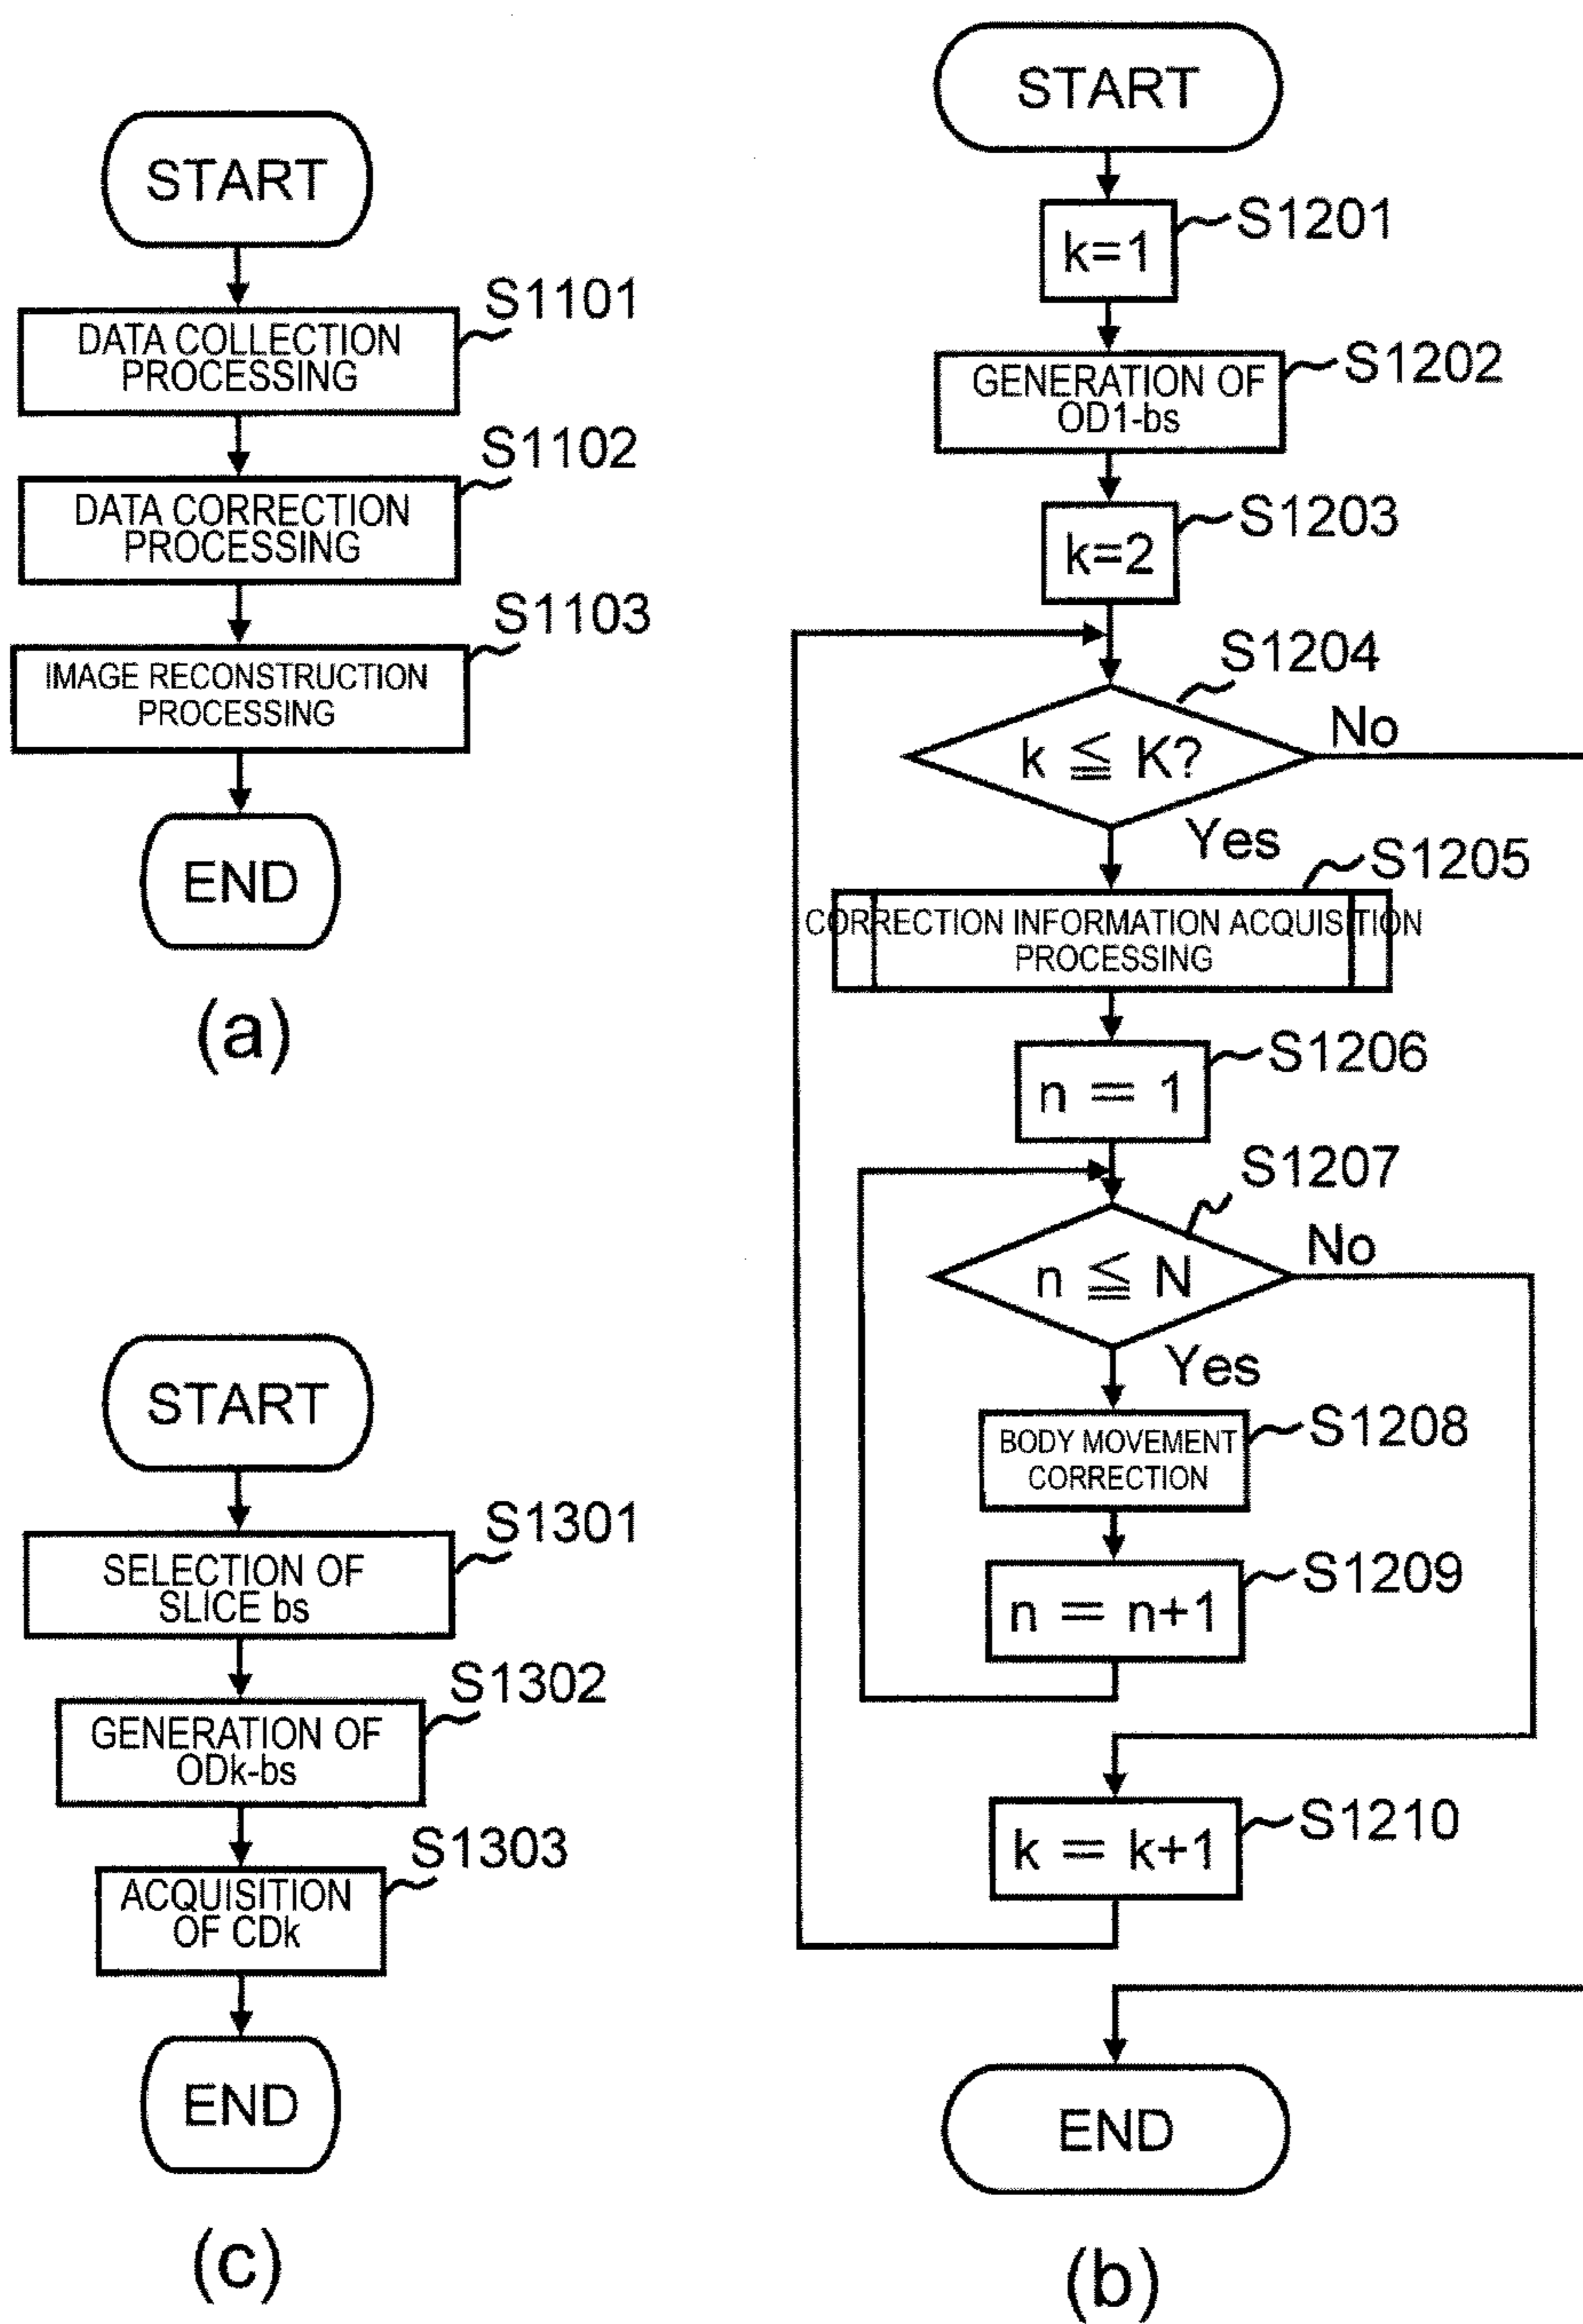 START
S1101
DATA COLLECTION
PROCESSING
S1102
DATA CORRECTION
PROCESSING
S1103
IMAGE RECONSTRUCTION
PROCESSING
END
(a)
START
S1201
k=1
S1202
GENERATION OF
OD1-bs
S1203
k=2
S1204
k ≦ K?
No
Yes
S1205
CORRECTION INFORMATION ACQUISITION
PROCESSING
S1206
n = 1
S1207
n ≦ N
No
Yes
S1208
BODY MOVEMENT
CORRECTION
S1209
n = n+1
S1210
k = k+1
END
(b)
START
S1301
SELECTION OF
SLICE bs
S1302
GENERATION OF
ODk-bs
S1303
ACQUISITION
OF CDk
END
(c)